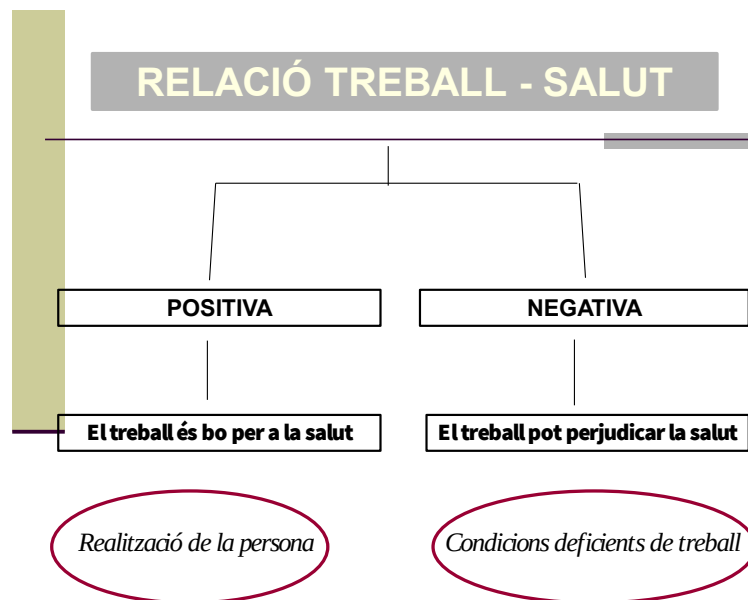 RELACIÓ TREBALL - SALUT
POSITIVA
NEGATIVA
El treball és bo per a la salut
El treball pot perjudicar la salut
Realització de la persona
Condicions deficients de treball